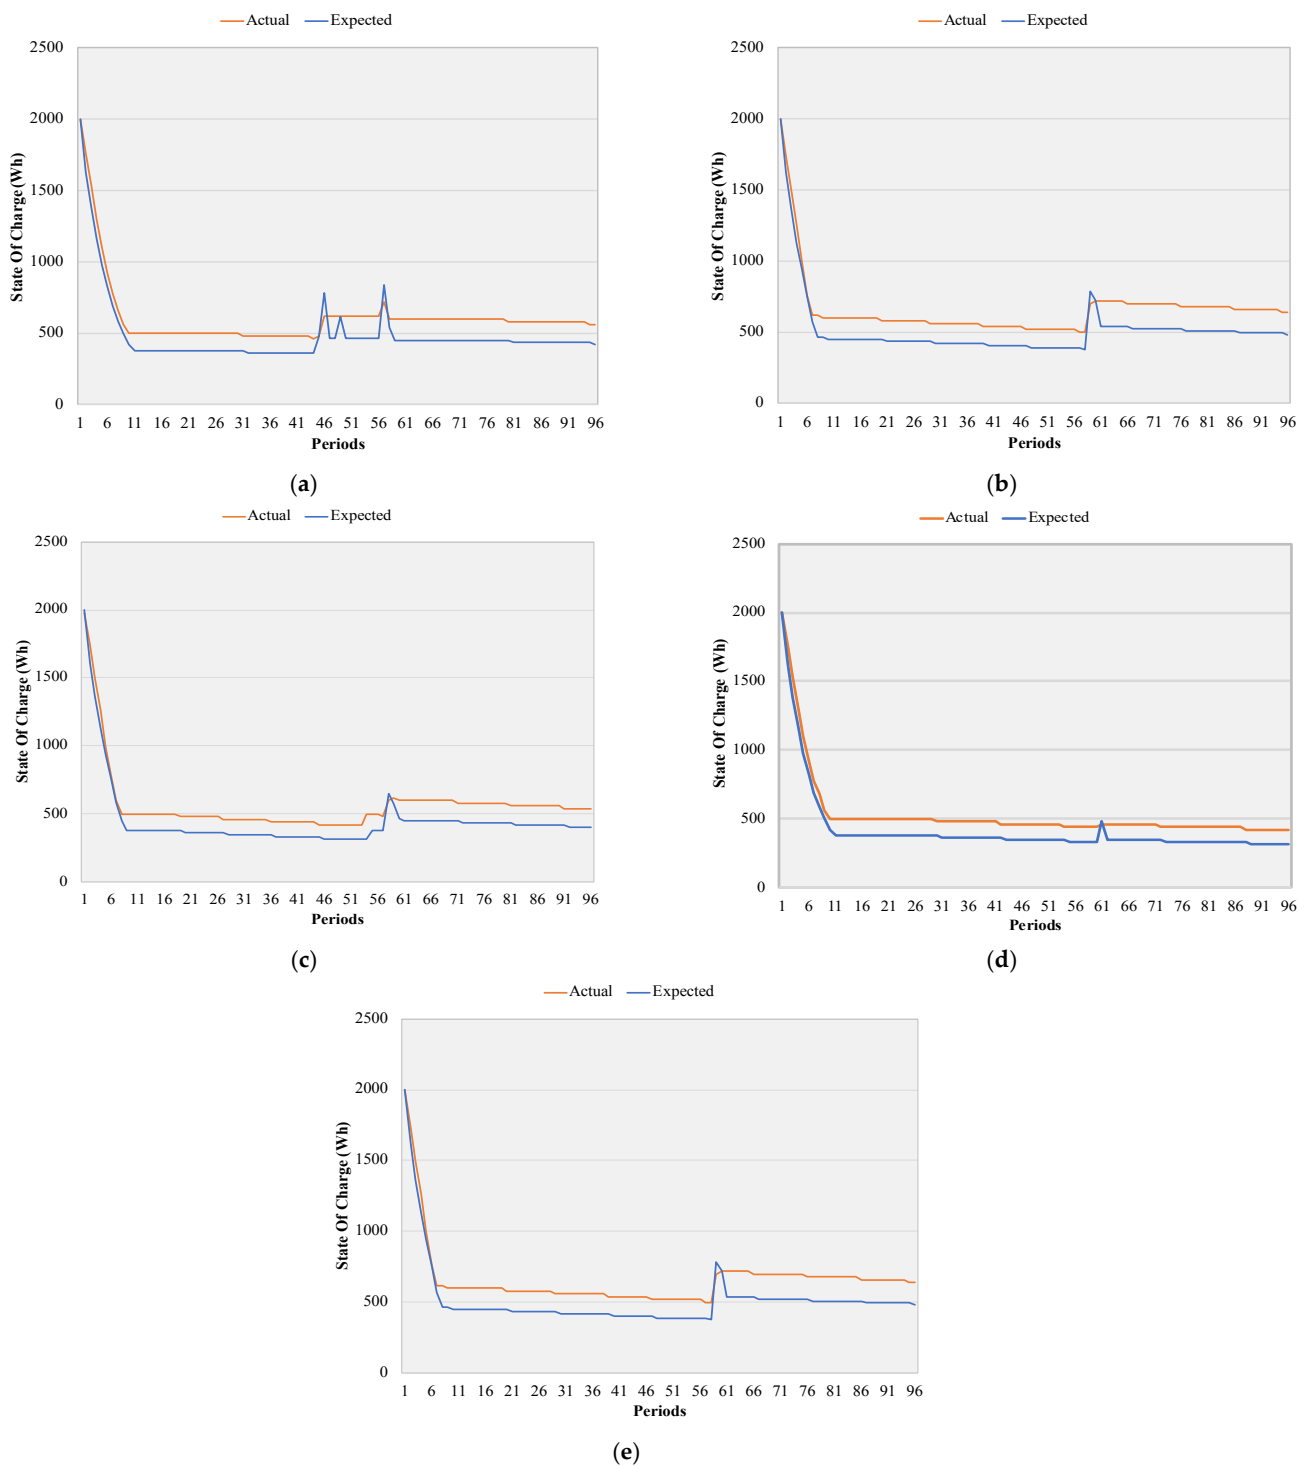 Actual Expected
2500
2000
1500
1000
500
0
State Of Charge (Wh)
1 6 11 16 21 26 31 36 41 46 51 56 61 66 71 76 81 86 91 96
Periods
(a)
Actual Expected
2500
2000
1500
1000
500
0
State Of Charge (Wh)
1 6 11 16 21 26 31 36 41 46 51 56 61 66 71 76 81 86 91 96
Periods
(b)
Actual Expected
2500
2000
1500
1000
500
0
State Of Charge (Wh)
1 6 11 16 21 26 31 36 41 46 51 56 61 66 71 76 81 86 91 96
Periods
(c)
Actual Expected
2500
2000
1500
1000
500
0
State Of Charge (Wh)
1 6 11 16 21 26 31 36 41 46 51 56 61 66 71 76 81 86 91 96
Periods
(d)
Actual Expected
2500
2000
1500
1000
500
0
State Of Charge (Wh)
1 6 11 16 21 26 31 36 41 46 51 56 61 66 71 76 81 86 91 96
Periods
(e)